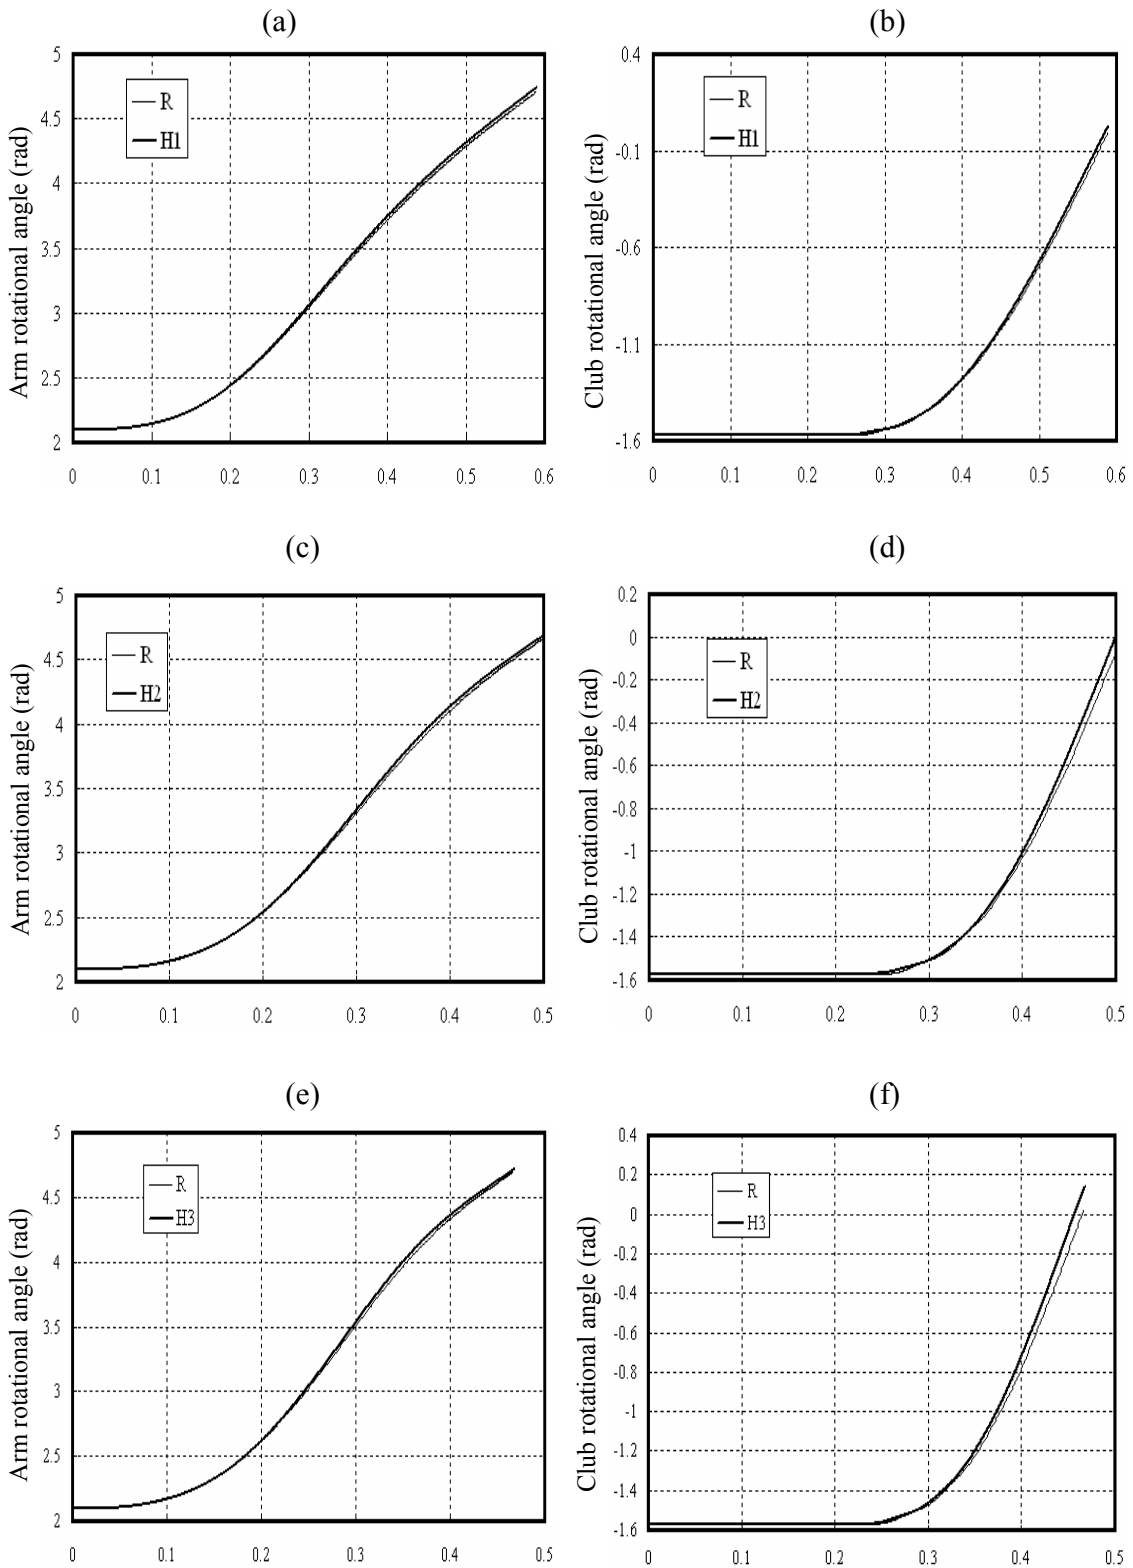 (a)
5
4.5
4
3.5
3
2.5
2
Arm rotational angle (rad)
R
H1
0 0.1 0.2 0.3 0.4 0.5 0.6
(b)
0.4
-0.1
-0.6
-1.1
-1.6
Club rotational angle (rad)
R
H1
0 0.1 0.2 0.3 0.4 0.5 0.6
(c)
5
4.5
4
3.5
3
2.5
2
Arm rotational angle (rad)
R
H2
0 0.1 0.2 0.3 0.4 0.5
(d)
0.2
0
-0.2
-0.4
-0.6
-0.8
-1
-1.2
-1.4
-1.6
Club rotational angle (rad)
R
H2
0 0.1 0.2 0.3 0.4 0.5
(e)
5
4.5
4
3.5
3
2.5
2
Arm rotational angle (rad)
R
H3
0 0.1 0.2 0.3 0.4 0.5
(f)
0.4
0.2
0
-0.2
-0.4
-0.6
-0.8
-1
-1.2
-1.4
-1.6
Club rotational angle (rad)
R
H3
0 0.1 0.2 0.3 0.4 0.5